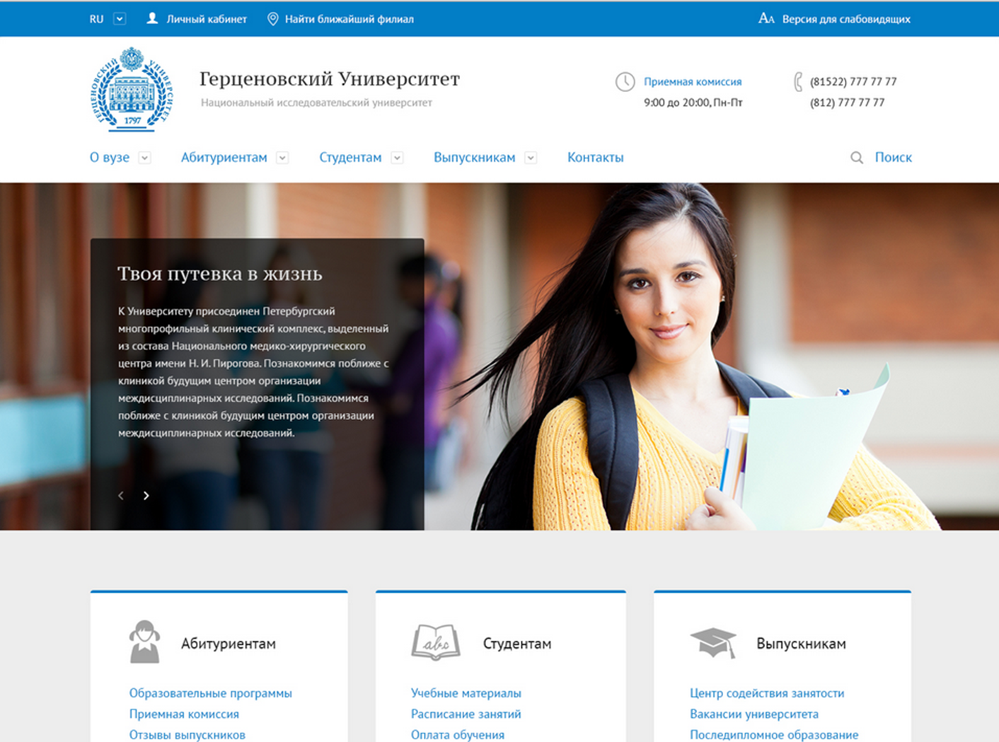 RU
Личный кабинет
Найти ближайший филиал
Версия для слабовидящих
ГЕРЦЕНОВСКИЙ УНИВЕРСИТЕТ
1797
Герценовский Университет
Национальный исследовательский университет
Приемная комиссия
9:00 до 20:00, Пн-Пт
(81522) 777 77 77
(812) 777 77 77
О вузе
Абитуриентам
Студентам
Выпускникам
Контакты
Поиск
Твоя путевка в жизнь
К Университету присоединен Петербургский
многопрофильный клинический комплекс, выделенный
из состава Национального медико-хирургического
центра имени Н. И. Пирогова. Познакомимся поближе с
клиникой будущим центром организации
междисциплинарных исследований. Познакомимся
поближе с клиникой будущим центром организации
междисциплинарных исследований.
Абитуриентам
Образовательные программы
Приемная комиссия
Отзывы выпускников
abc
Студентам
Учебные материалы
Расписание занятий
Оплата обучения
Выпускникам
Центр содействия занятости
Вакансии университета
Последипломное образование